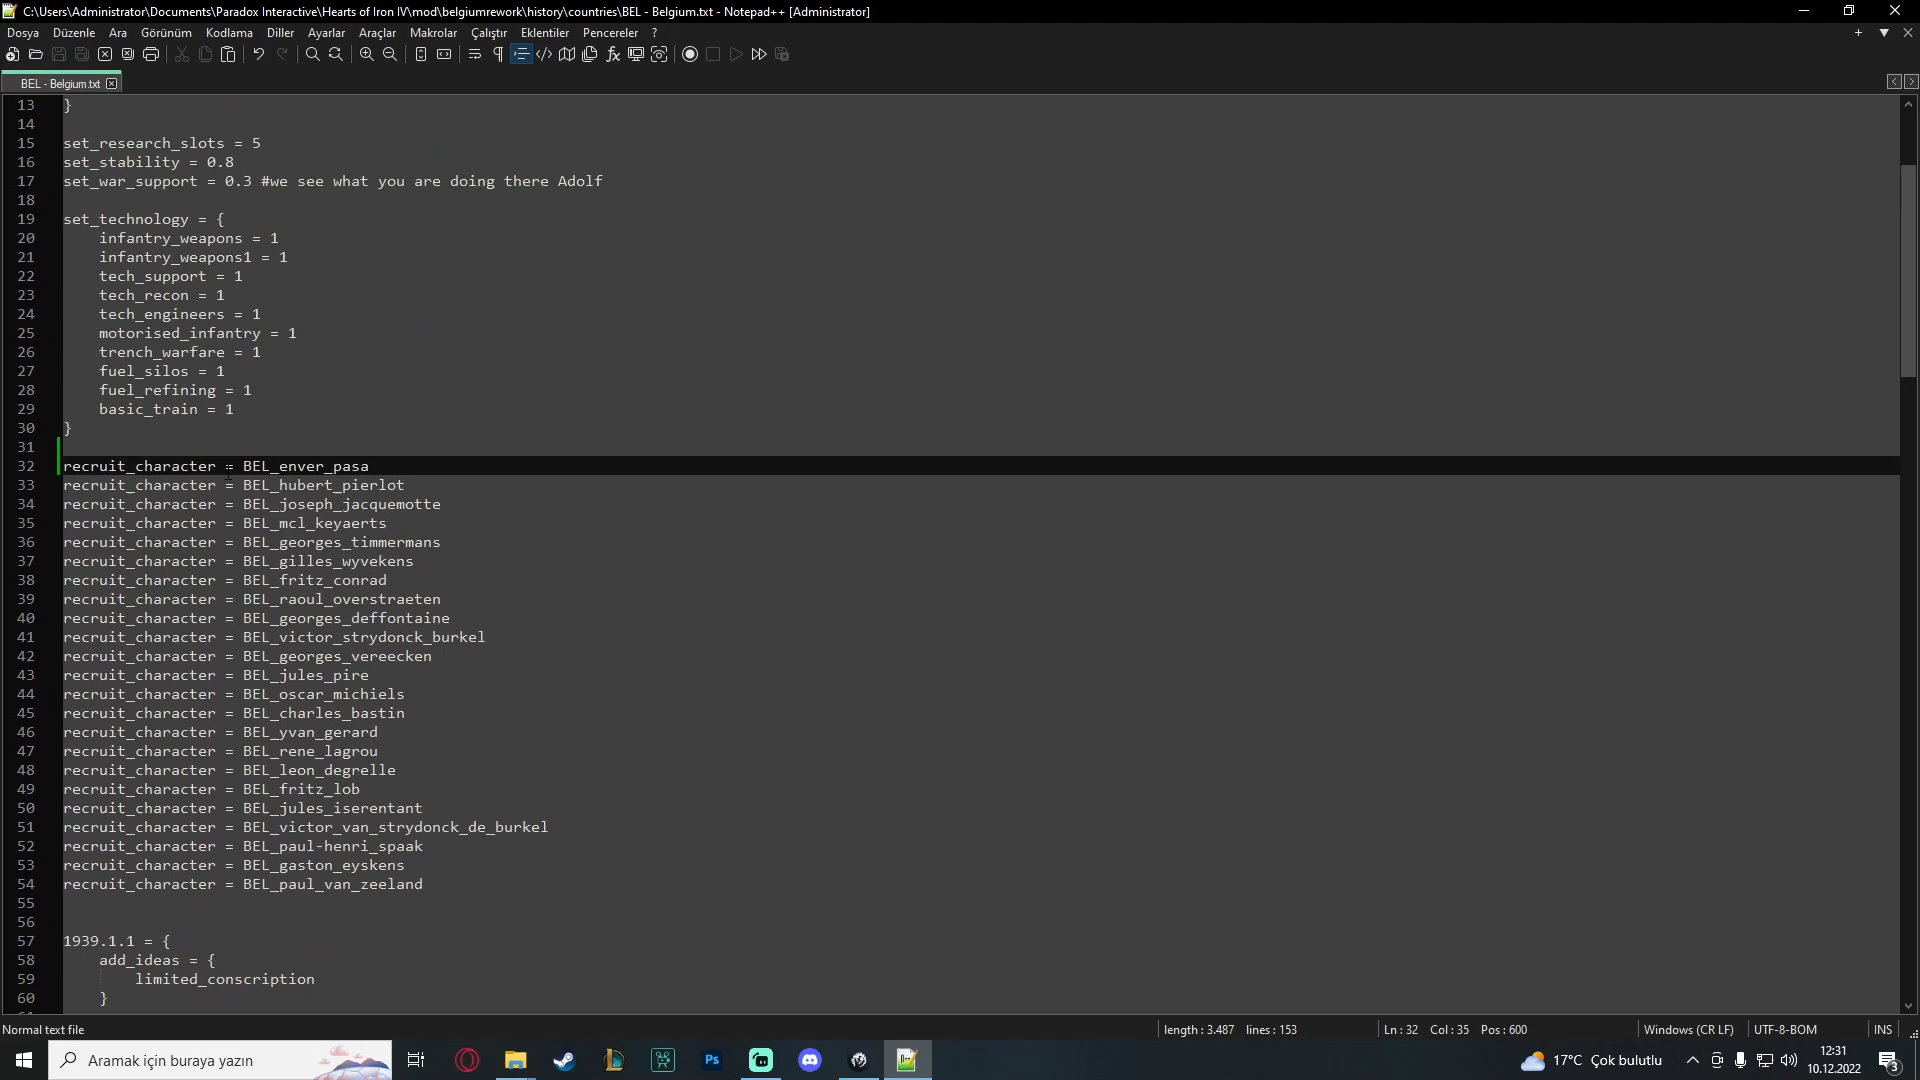 C:\Users\Administrator\Documents\Paradox Interactive\Hearts of Iron IV\mod\belgiumrework\history\countries\BEL - Belgium.txt - Notepad++ [Administrator]
Dosya Düzenle Ara Görünüm Kodlama Diller Ayarlar Araçlar Makrolar Çalıştır Eklentiler Pencereler ?
BEL - Belgium.txt
13 }
14
15 set_research_slots = 5
16 set_stability = 0.8
17 set_war_support = 0.3 #we see what you are doing there Adolf
18
19 set_technology = {
20 infantry_weapons = 1
21 infantry_weapons1 = 1
22 tech_support = 1
23 tech_recon = 1
24 tech_engineers = 1
25 motorised_infantry = 1
26 trench_warfare = 1
27 fuel_silos = 1
28 fuel_refining = 1
29 basic_train = 1
30 }
31
32 recruit_character = BEL_enver_pasa
33 recruit_character = BEL_hubert_pierlot
34 recruit_character = BEL_joseph_jacquemotte
35 recruit_character = BEL_mcl_keyaerts
36 recruit_character = BEL_georges_timmermans
37 recruit_character = BEL_gilles_wyvekens
38 recruit_character = BEL_fritz_conrad
39 recruit_character = BEL_raoul_overstraeten
40 recruit_character = BEL_georges_deffontaine
41 recruit_character = BEL_victor_strydonck_burkel
42 recruit_character = BEL_georges_vereecken
43 recruit_character = BEL_jules_pire
44 recruit_character = BEL_oscar_michiels
45 recruit_character = BEL_charles_bastin
46 recruit_character = BEL_yvan_gerard
47 recruit_character = BEL_rene_lagrou
48 recruit_character = BEL_leon_degrelle
49 recruit_character = BEL_fritz_lob
50 recruit_character = BEL_jules_iserentant
51 recruit_character = BEL_victor_van_strydonck_de_burkel
52 recruit_character = BEL_paul-henri_spaak
53 recruit_character = BEL_gaston_eyskens
54 recruit_character = BEL_paul_van_zeeland
55
56
57 1939.1.1 = {
58 add_ideas = {
59 limited_conscription
60 }
Normal text file length : 3.487 lines : 153 Ln : 32 Col : 35 Pos : 600 Windows (CR LF) UTF-8-BOM INS
Aramak için buraya yazın Ps 17°C Çok bulutlu 12:31
10.12.2022 3